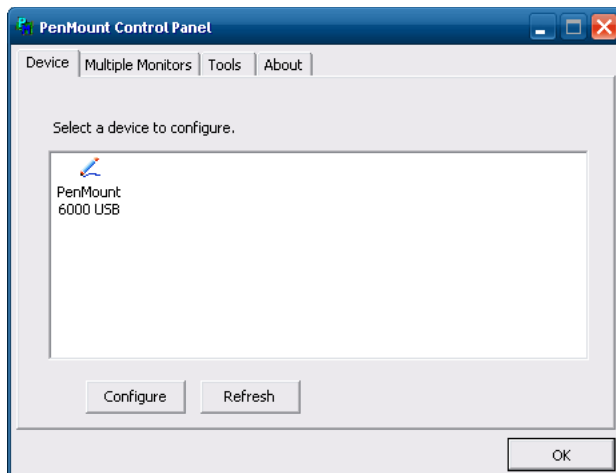 PenMount Control Panel
Device Multiple Monitors Tools About
Select a device to configure.
PenMount
6000 USB
Configure Refresh
OK